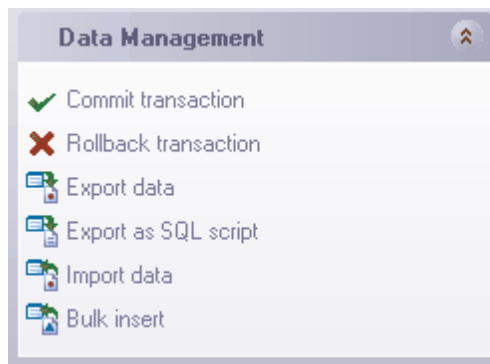 Data Management
Commit transaction
Rollback transaction
Export data
Export as SQL script
Import data
Bulk insert